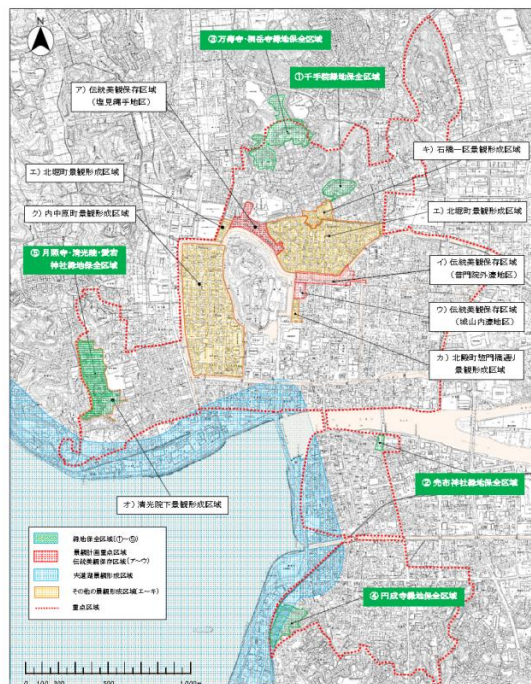 N
③万寿寺・桐岳寺緑地保全区域
①千手院緑地保全区域
ア）伝統美観保存区域
（塩見縄手地区）
キ）石橋一区景観形成区域
エ）北堀町景観形成区域
エ）北堀町景観形成区域
ク）内中原町景観形成区域
⑤月照寺・清光院・愛宕
神社緑地保全区域
イ）伝統美観保存区域
（普門院外濠地区）
ウ）伝統美観保存区域
（城山内濠地区）
カ）北殿町惣門橋通り
景観形成区域
②売布神社緑地保全区域
オ）清光院下景観形成区域
緑地保全区域(①～⑤)
景観計画重点区域
伝統美観保存区域(ア～ウ)
宍道湖景観形成区域
その他の景観形成区域(エ～キ)
重点区域
④円成寺緑地保全区域
0 100 200 500 1,000m